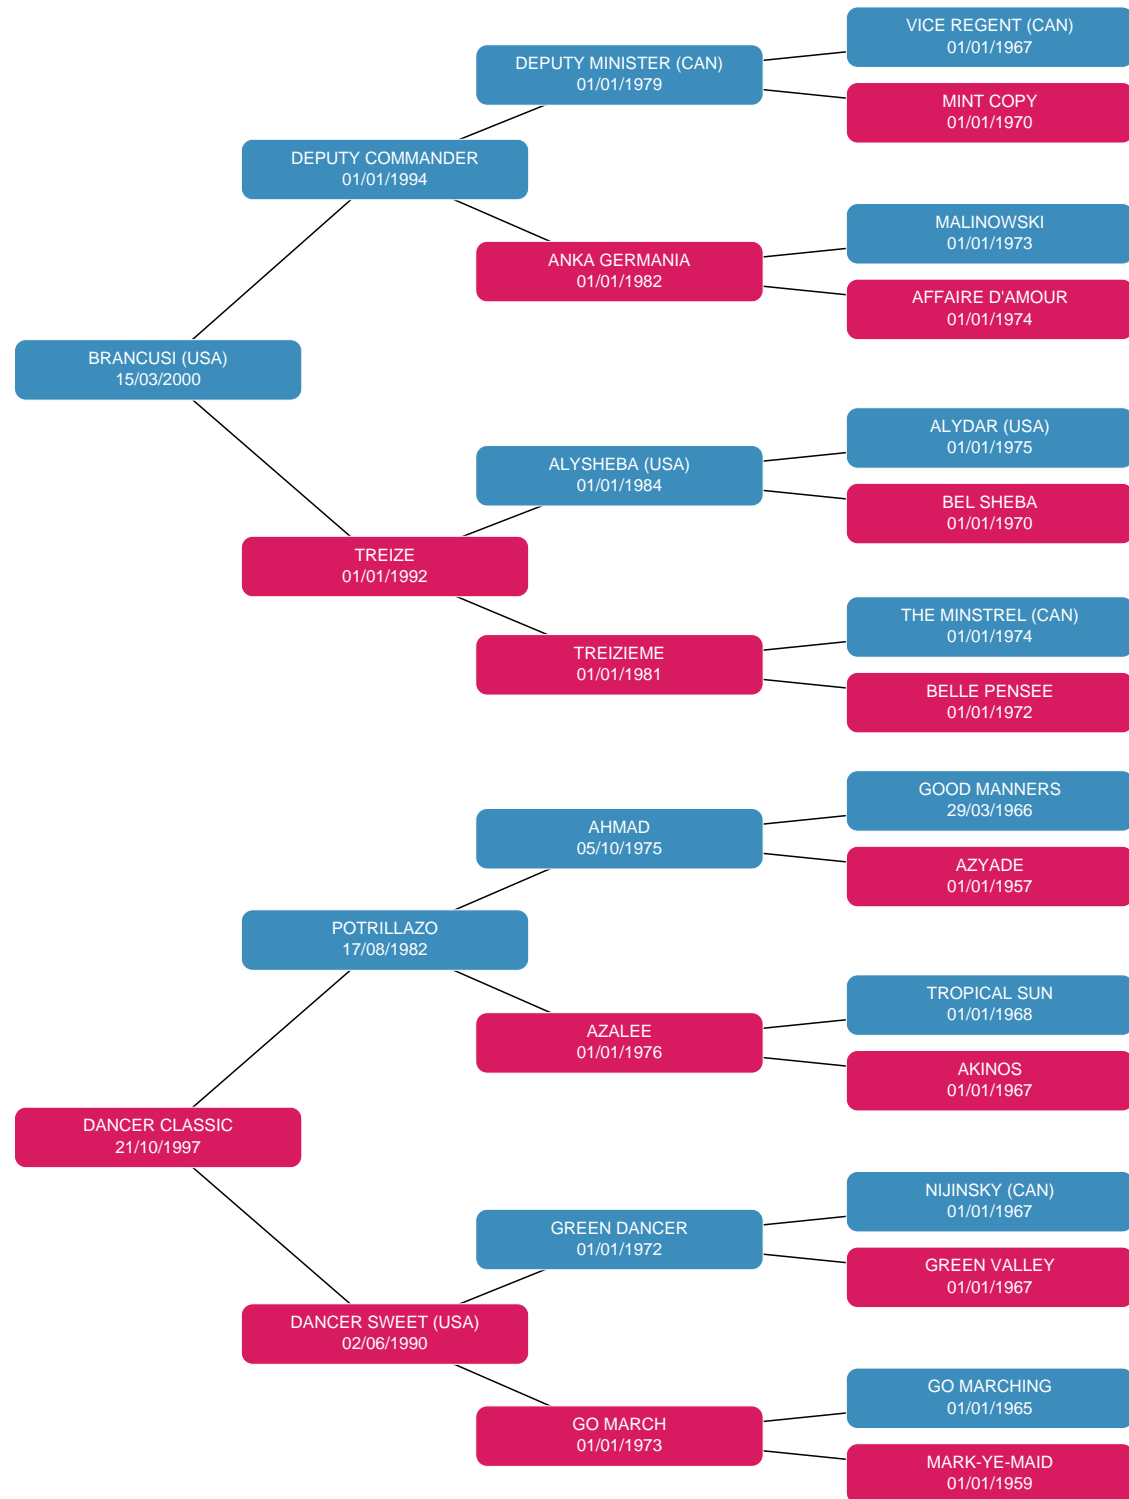 VICE REGENT (CAN)
01/01/1967
DEPUTY MINISTER (CAN)
01/01/1979
MINT COPY
01/01/1970
DEPUTY COMMANDER
01/01/1994
MALINOWSKI
01/01/1973
ANKA GERMANIA
01/01/1982
AFFAIRE D'AMOUR
01/01/1974
BRANCUSI (USA)
15/03/2000
ALYDAR (USA)
01/01/1975
ALYSHEBA (USA)
01/01/1984
BEL SHEBA
01/01/1970
TREIZE
01/01/1992
THE MINSTREL (CAN)
01/01/1974
TREIZIEME
01/01/1981
BELLE PENSEE
01/01/1972
GOOD MANNERS
29/03/1966
AHMAD
05/10/1975
AZYADE
01/01/1957
POTRILLAZO
17/08/1982
TROPICAL SUN
01/01/1968
AZALEE
01/01/1976
AKINOS
01/01/1967
DANCER CLASSIC
21/10/1997
NIJINSKY (CAN)
01/01/1967
GREEN DANCER
01/01/1972
GREEN VALLEY
01/01/1967
DANCER SWEET (USA)
02/06/1990
GO MARCHING
01/01/1965
GO MARCH
01/01/1973
MARK-YE-MAID
01/01/1959